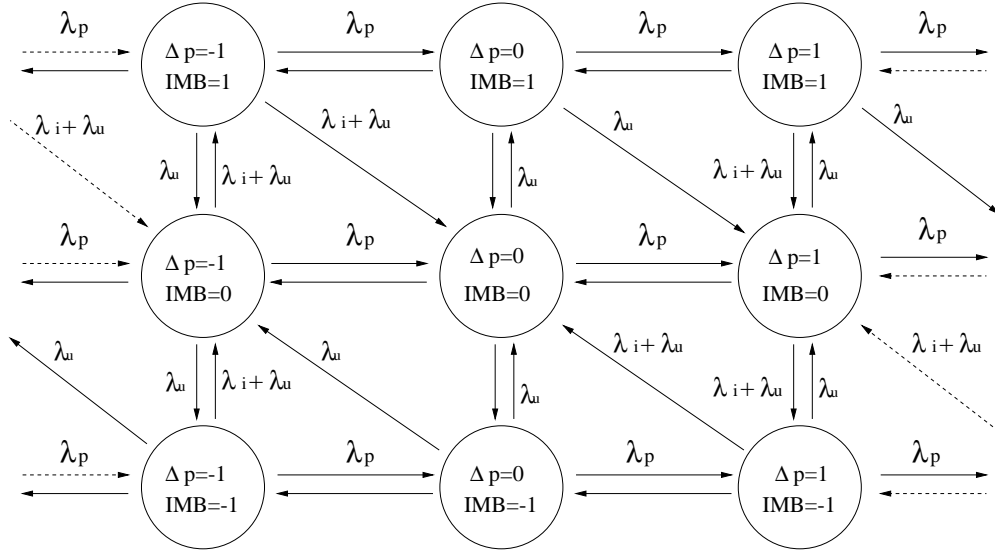 λp λp λp λp
Δ p=-1 Δ p=0 Δ p=1
IMB=1 IMB=1 IMB=1
λ i + λu λ i + λu λu λu
λu λ i + λu λu λ i + λu λu
λp λp λp λp
Δ p=-1 Δ p=0 Δ p=1
IMB=0 IMB=0 IMB=0
λu λu λ i + λu λ i + λu
λu λ i + λu λu λ i + λu λu
λp λp λp λp
Δ p=-1 Δ p=0 Δ p=1
IMB=-1 IMB=-1 IMB=-1